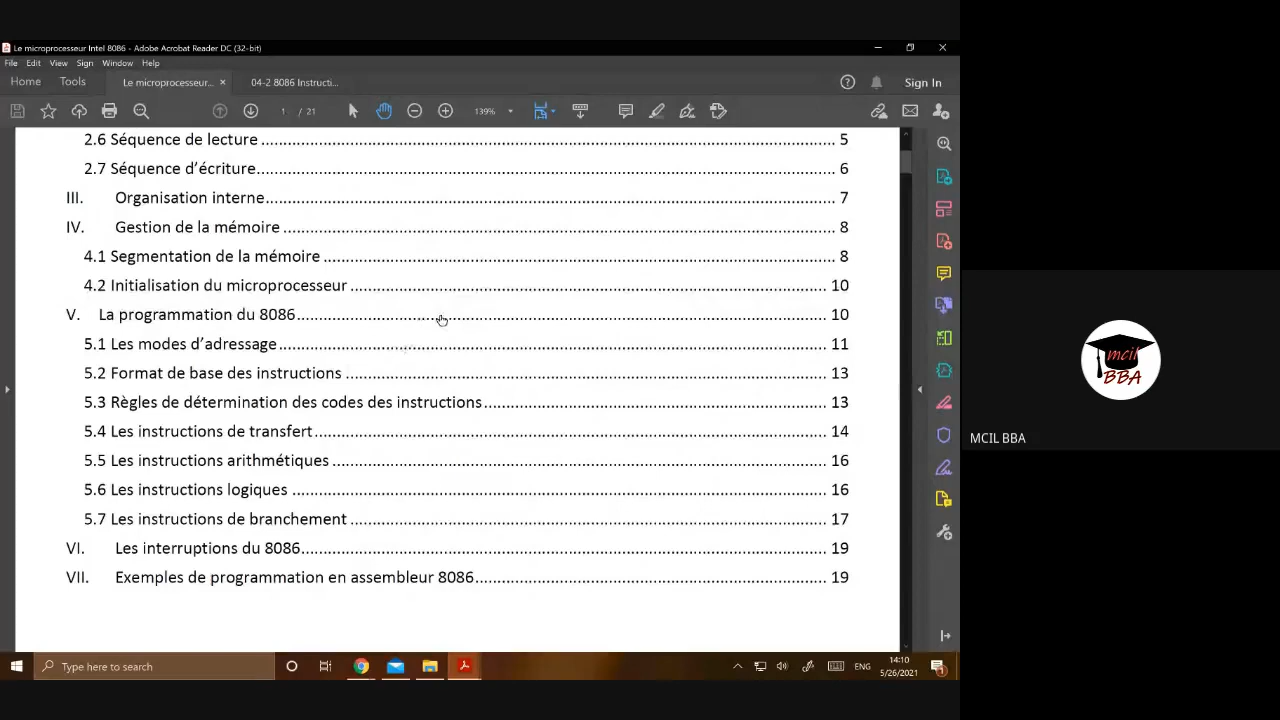 Le microprocesseur Intel 8086 - Adobe Acrobat Reader DC (32-bit)
File Edit View Sign Window Help
Home Tools Le microprocesseur... × 04-2 8086 Instructi... Sign In
1 / 21 139%
2.6 Séquence de lecture ........ 5
2.7 Séquence d’écriture ........ 6
III. Organisation interne ........ 7
IV. Gestion de la mémoire ........ 8
4.1 Segmentation de la mémoire ........ 8
4.2 Initialisation du microprocesseur ........ 10
V. La programmation du 8086 ........ 10
5.1 Les modes d’adressage ........ 11
5.2 Format de base des instructions ........ 13
5.3 Règles de détermination des codes des instructions ........ 13
5.4 Les instructions de transfert ........ 14
5.5 Les instructions arithmétiques ........ 16
5.6 Les instructions logiques ........ 16
5.7 Les instructions de branchement ........ 17
VI. Les interruptions du 8086 ........ 19
VII. Exemples de programmation en assembleur 8086 ........ 19
mcil
BBA
MCIL BBA
Type here to search
ENG
14:10
5/26/2021
1